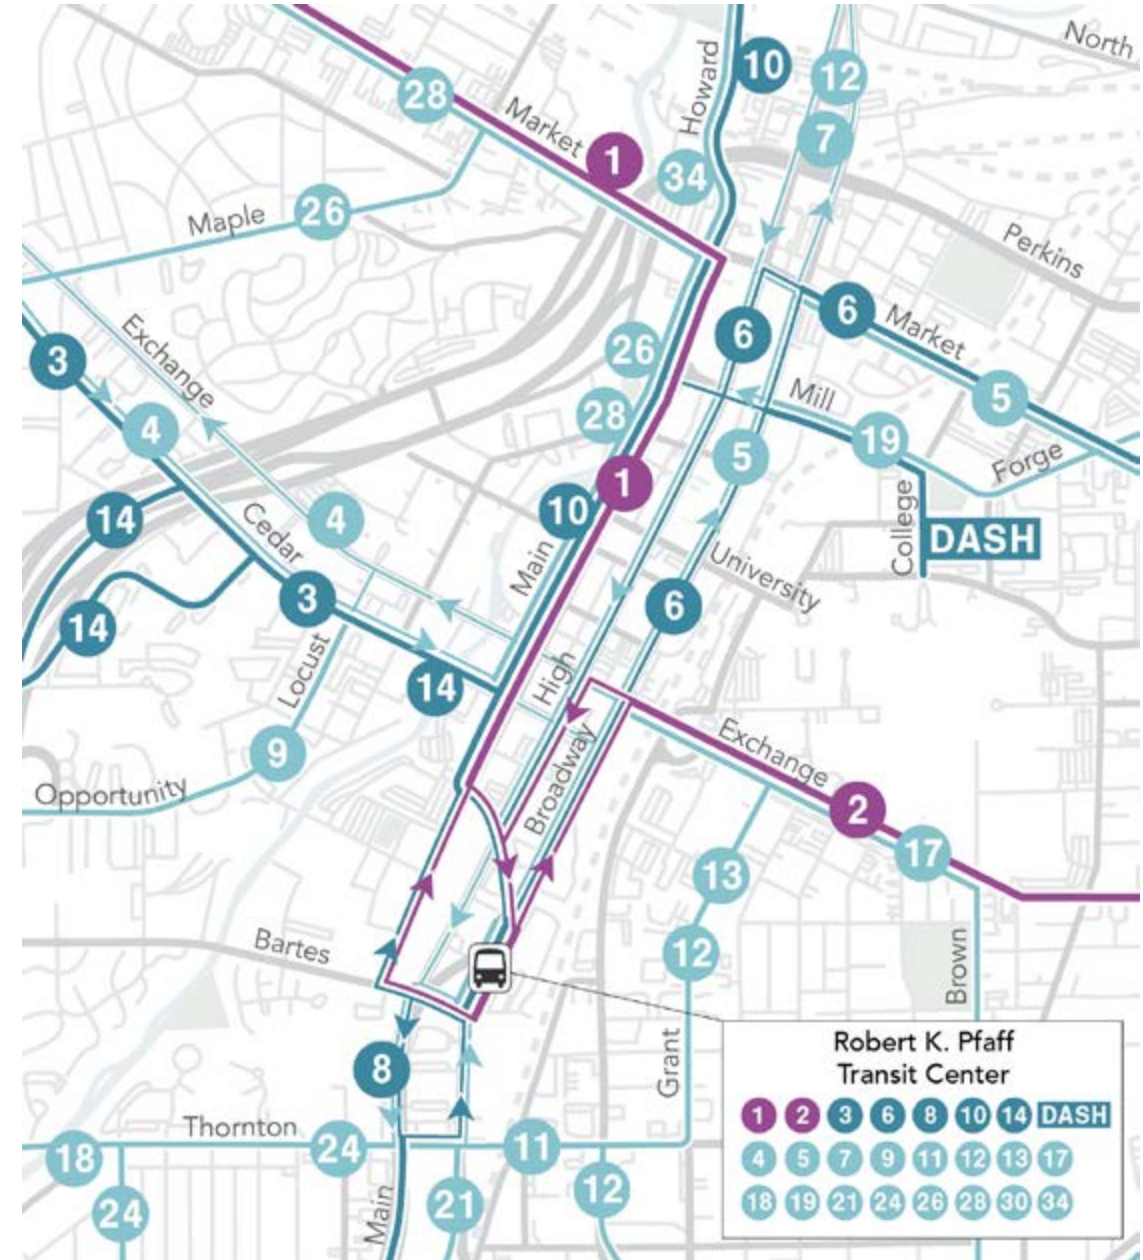 North
10
12
Howard
28
Market
7
1
34
26
Maple
Perkins
6
6
Market
Exchange
26
3
Mill
5
28
4
19
5
Forge
1
10
14
4
Cedar
College
DASH
Main
University
3
6
14
Locust
High
14
9
Exchange
Opportunity
Broadway
2
17
13
Bartes
12
Brown
8
Grant
Robert K. Pfaff
Transit Center
1 2 3 6 8 10 14 DASH
4 5 7 9 11 12 13 17
18 19 21 24 26 28 30 34
Thornton
18
24
11
24
Main
21
12